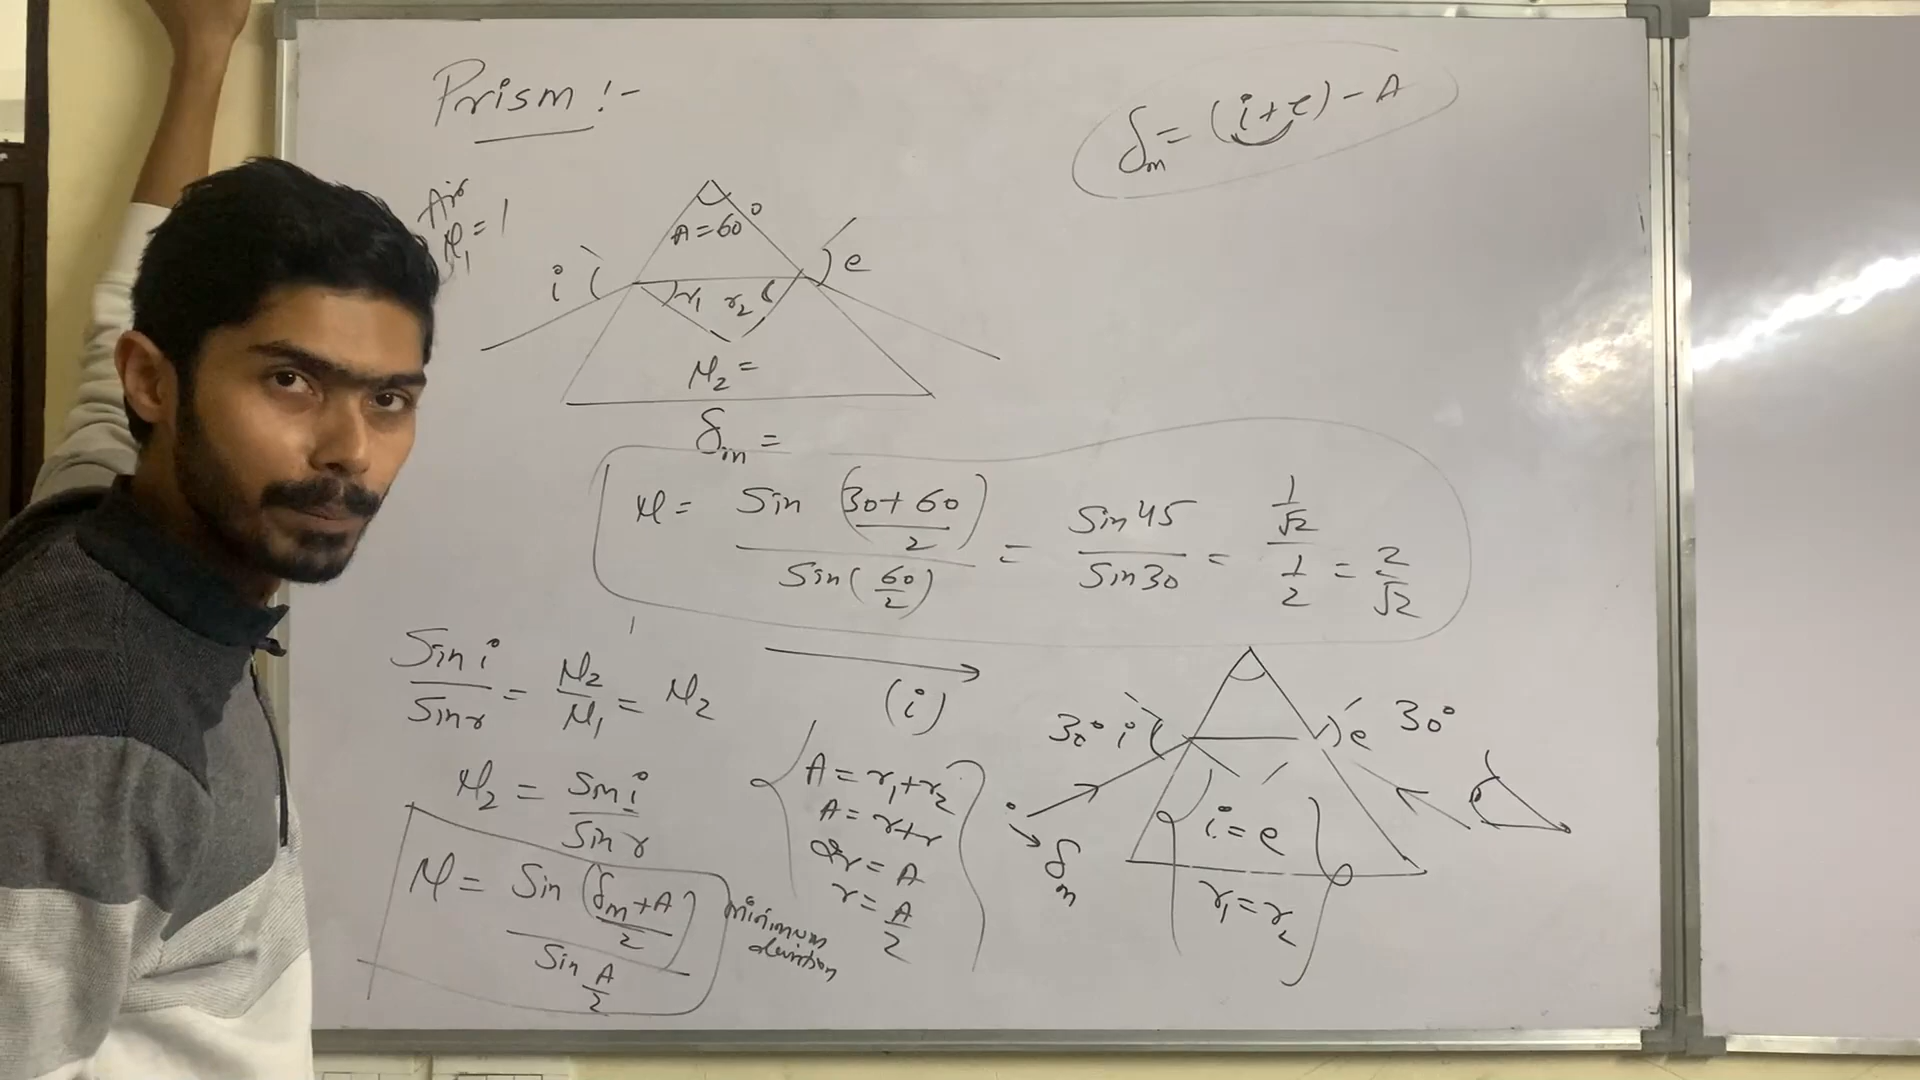 Prism :-
δm = (i+e) - A
Air
μ1 = 1
A = 60°
i
e
r1 r2
μ2 =
δm =
μ = Sin (30+60/2) / Sin(60/2) = Sin 45 / Sin 30 = 1/√2 / 1/2 = 2/√2
Sin i / Sin r = μ2/μ1 = μ2
(i)
μ2 = Sin i / Sin r
μ = Sin (δm+A/2) / Sin A/2
minimum
A = r1+r2
A = r+r
2r = A
r = A/2
30° i
e 30°
δm
i = e
r1 = r2